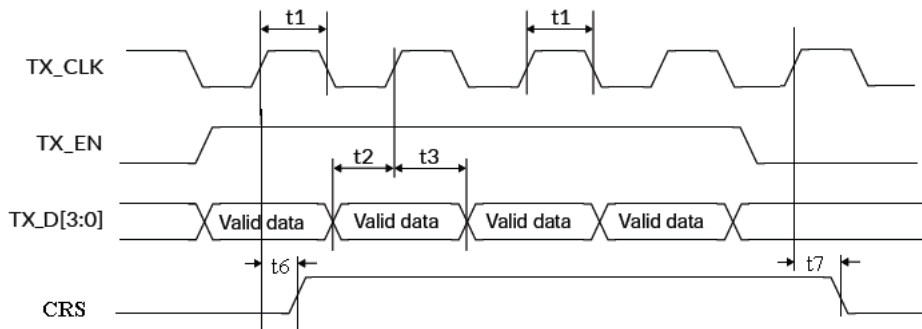 t1 t1
TX_CLK
TX_EN
t2 t3
TX_D[3:0] Valid data Valid data Valid data Valid data
t6 t7
CRS